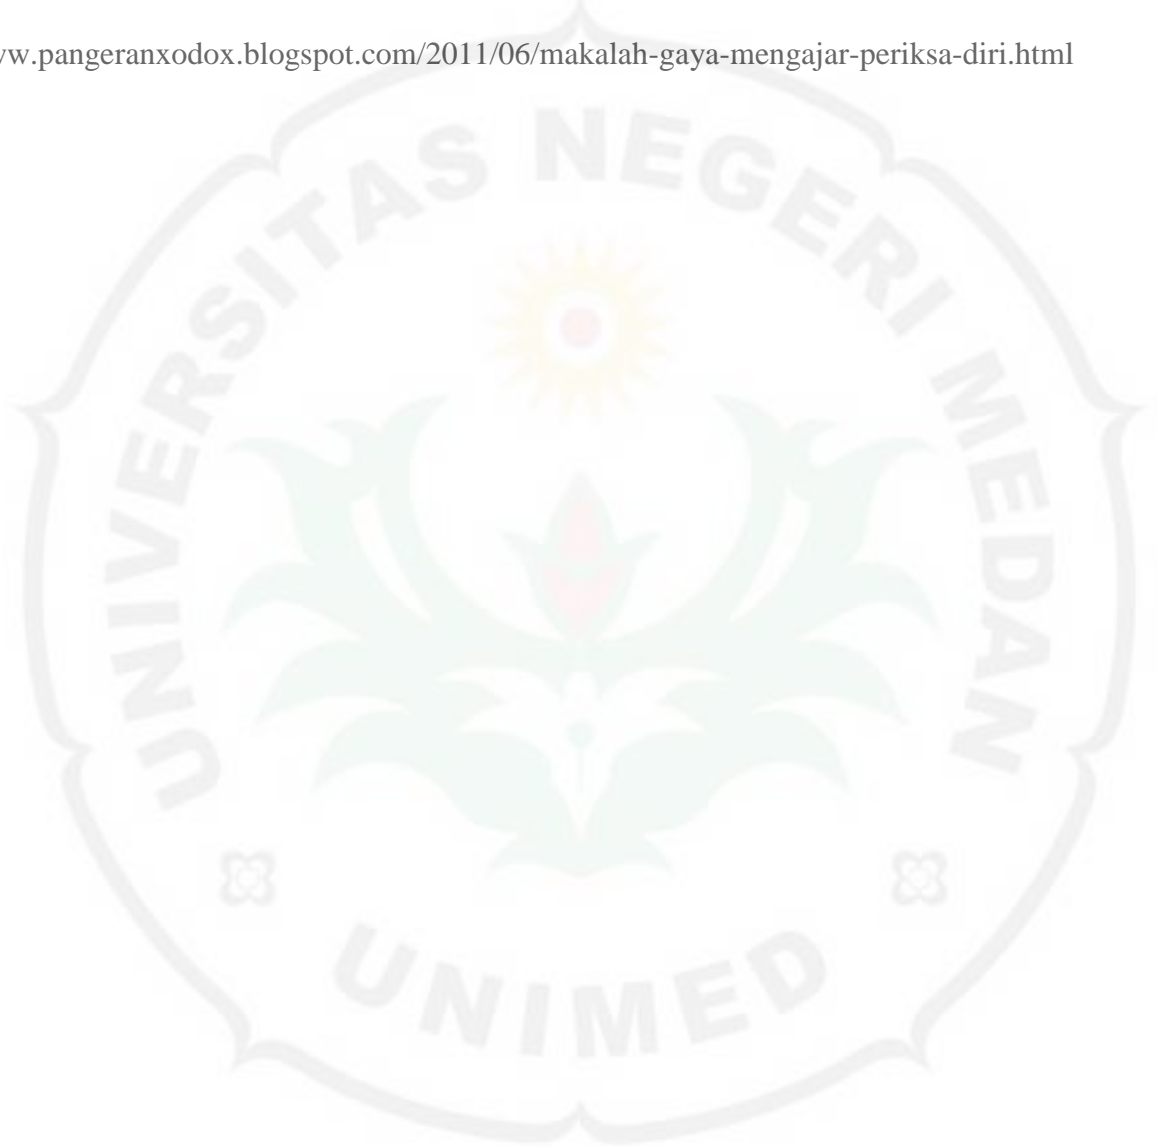 w.pangeranxodox.blogspot.com/2011/06/makalah-gaya-mengajar-periksa-diri.html
UNIVERSITAS NEGERI MEDAN
UNIMED